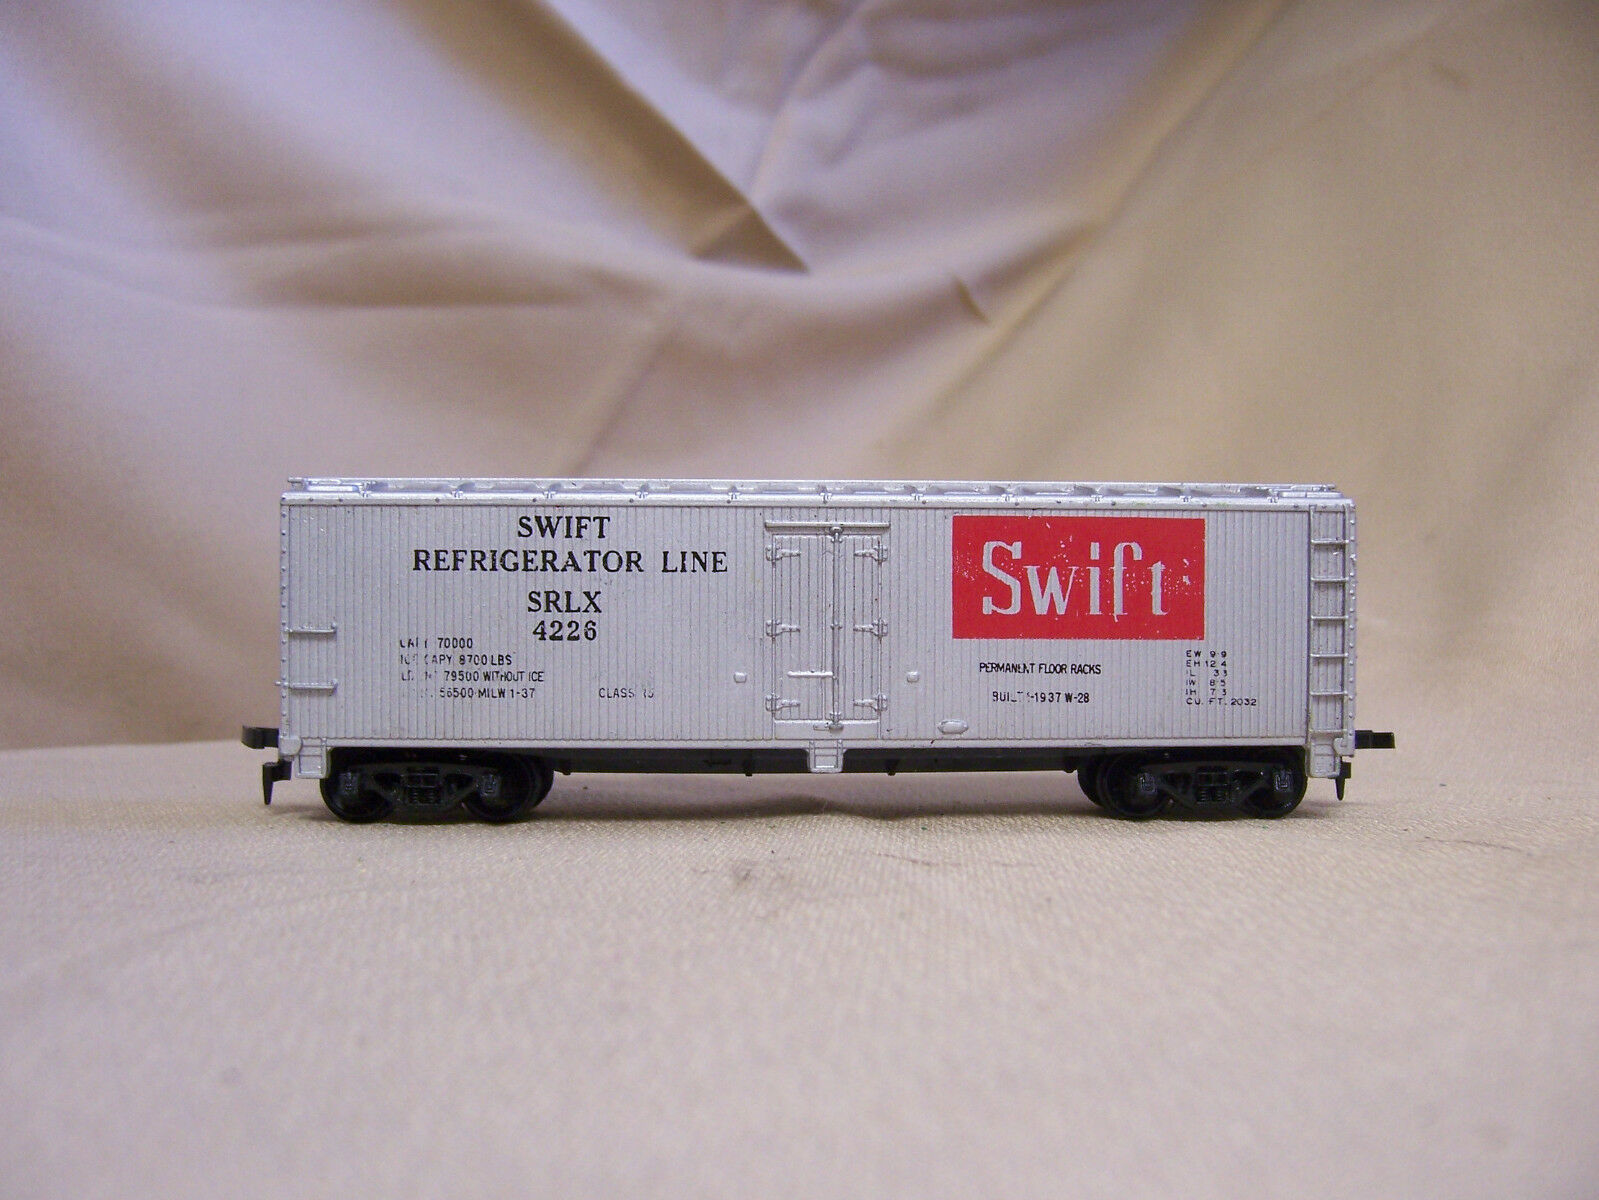 SWIFT
REFRIGERATOR LINE
SRLX
4226
70000
CAPY 8700 LBS
79500 WITHOUT ICE
56500 MILW 1-37
CLASS
Swift
PERMANENT FLOOR RACKS
1937 W-28
EW 9 9
EH 12 4
IL 33
IW 8 5
IH 7 3
CU. FT. 2032